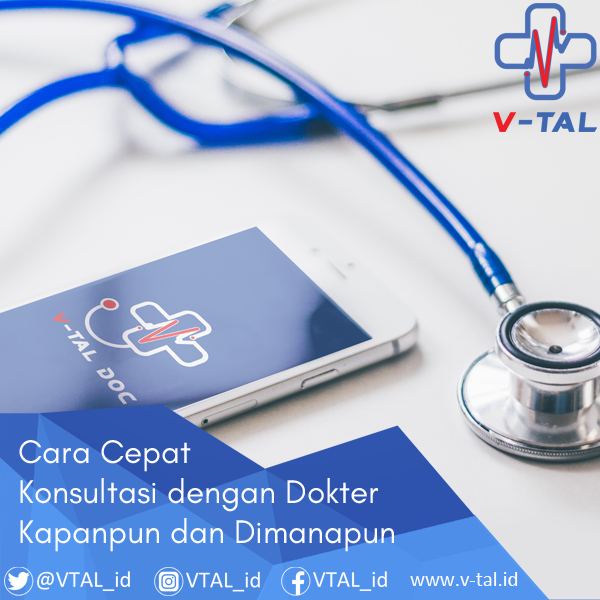 V-TAL
V-TAL DOC
Cara Cepat
Konsultasi dengan Dokter
Kapanpun dan Dimanapun
@VTAL_id VTAL_id VTAL_id www.v-tal.id